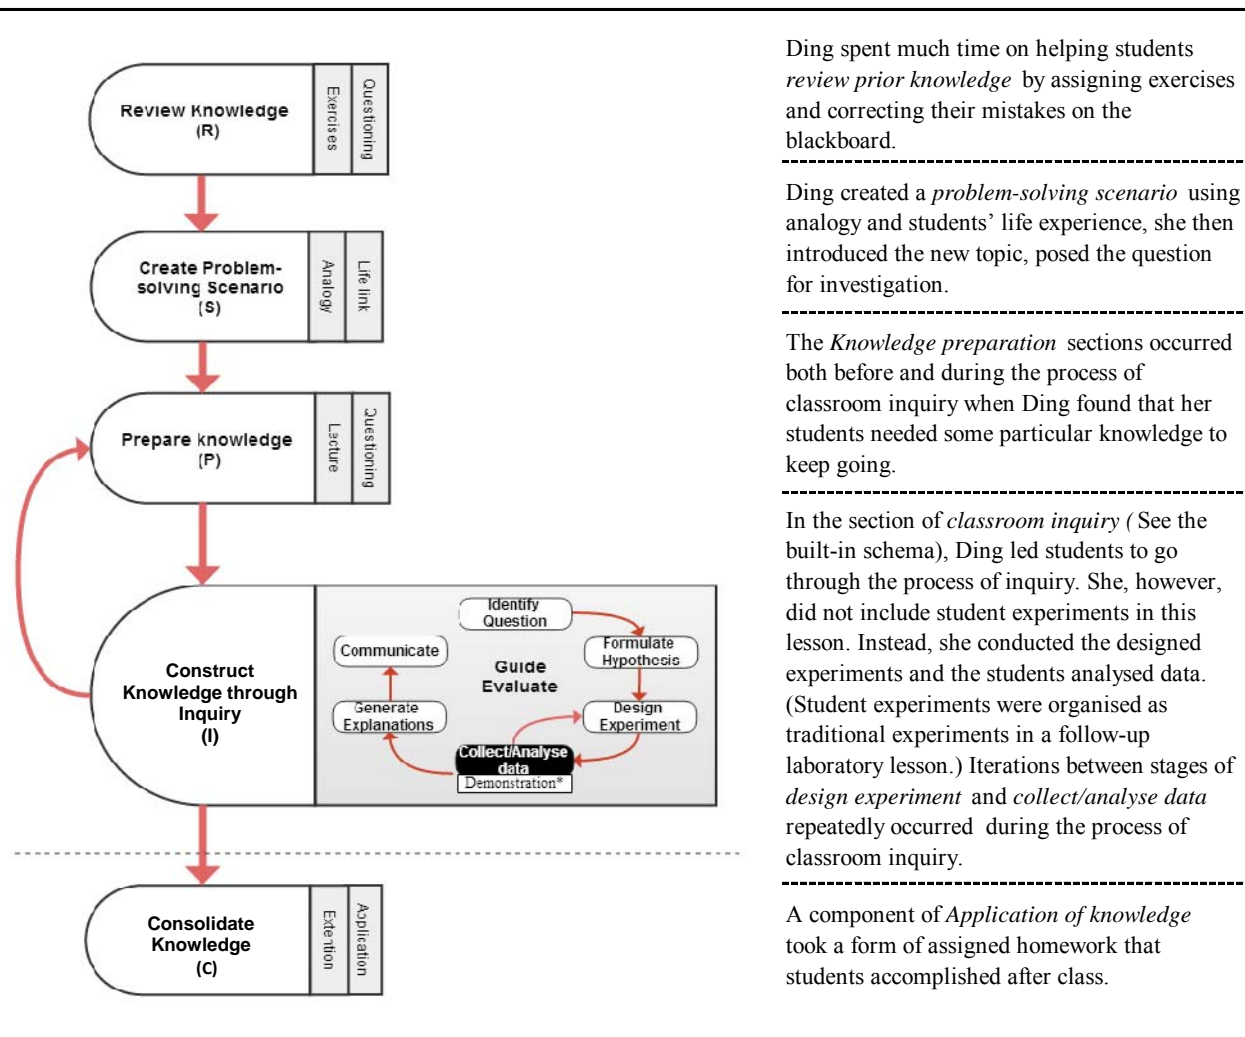 Review Knowledge
(R)
Exercises
Questioning
Create Problem-
solving Scenario
(S)
Analogy
Life link
Prepare knowledge
(P)
Lecture
Questioning
Construct
Knowledge through
Inquiry
(I)
Identify
Question
Formulate
Hypothesis
Communicate
Guide
Evaluate
Generate
Explanations
Design
Experiment
Collect/Analyse
data
Demonstration*
Consolidate
Knowledge
(C)
Extention
Application
Ding spent much time on helping students
review prior knowledge by assigning exercises
and correcting their mistakes on the
blackboard.
Ding created a problem-solving scenario using
analogy and students’ life experience, she then
introduced the new topic, posed the question
for investigation.
The Knowledge preparation sections occurred
both before and during the process of
classroom inquiry when Ding found that her
students needed some particular knowledge to
keep going.
In the section of classroom inquiry ( See the
built-in schema), Ding led students to go
through the process of inquiry. She, however,
did not include student experiments in this
lesson. Instead, she conducted the designed
experiments and the students analysed data.
(Student experiments were organised as
traditional experiments in a follow-up
laboratory lesson.) Iterations between stages of
design experiment and collect/analyse data
repeatedly occurred during the process of
classroom inquiry.
A component of Application of knowledge
took a form of assigned homework that
students accomplished after class.